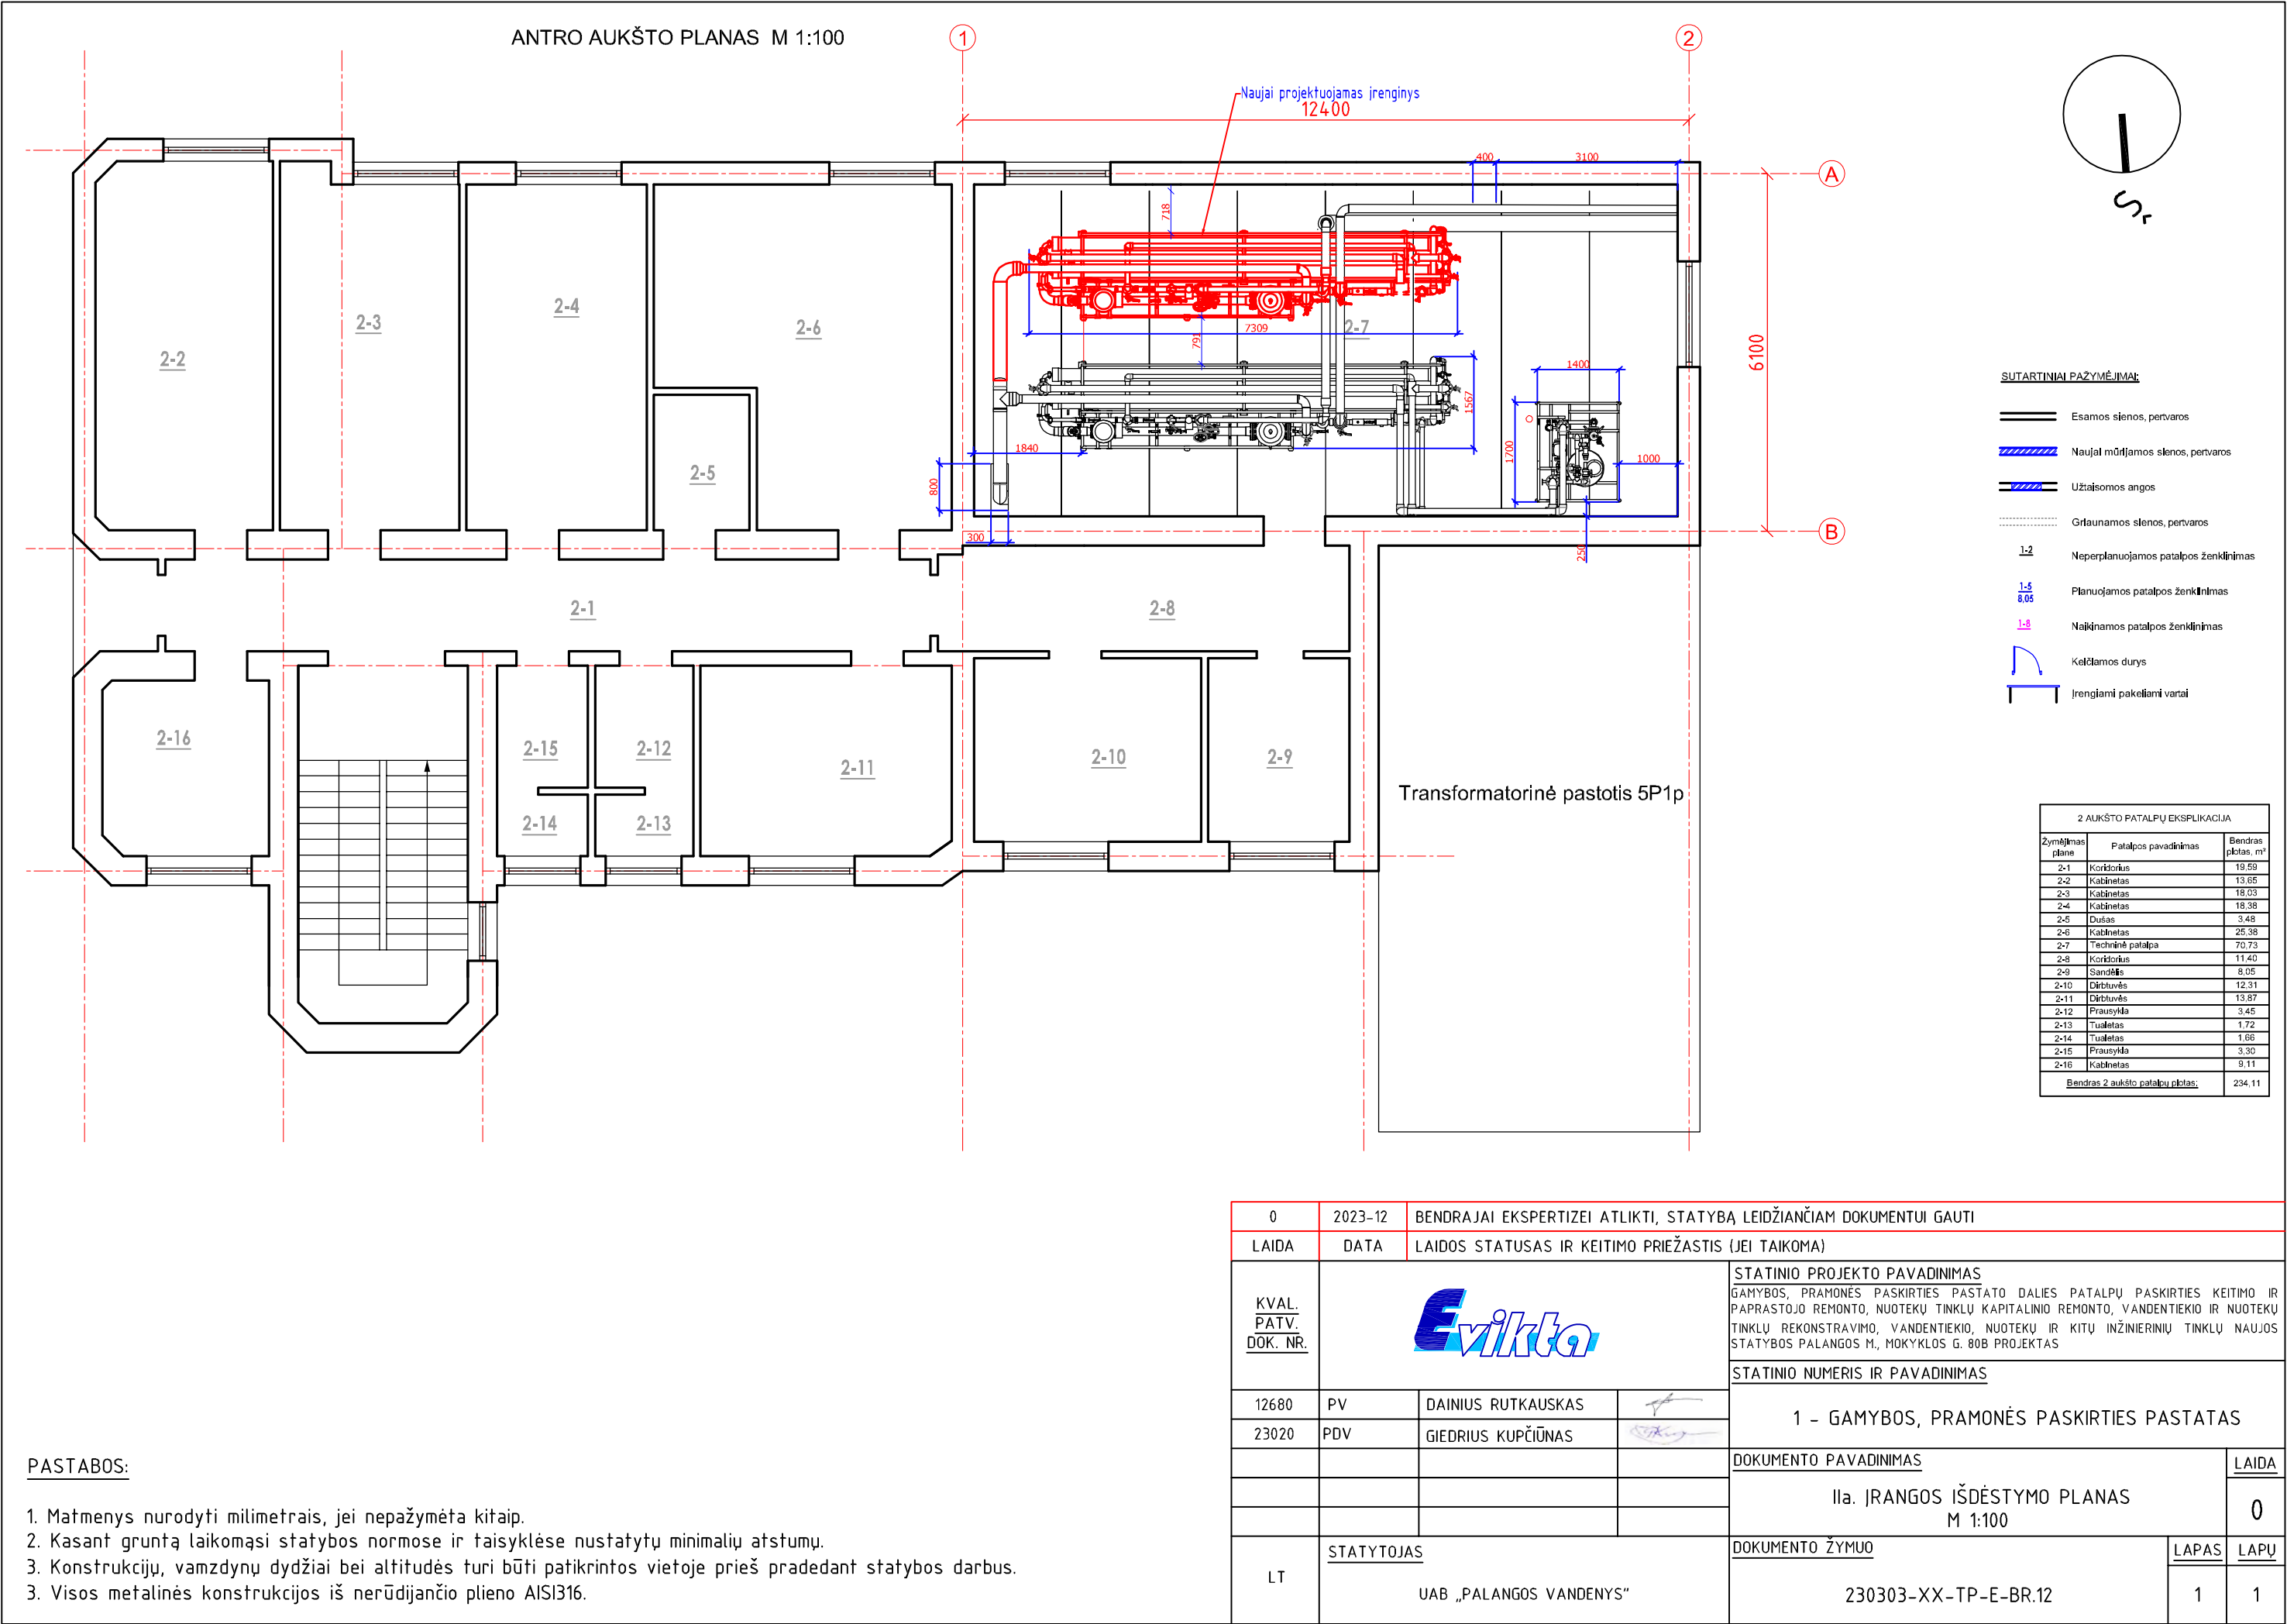 ANTRO AUKŠTO PLANAS M 1:100
1
2
Naujai projektuojamas įrenginys
12400
A
Š
400
3100
718
2-2
2-3
2-4
2-6
2-7
7309
791
6100
1400
1567
2-5
1840
800
1700
1000
300
250
B
2-1
2-8
2-16
2-15
2-12
2-11
2-10
2-9
2-14
2-13
Transformatorinė pastotis 5P1p
SUTARTINIAI PAŽYMĖJIMAI:
Esamos sienos, pertvaros
Naujai mūrijamos sienos, pertvaros
Užtaisomos angos
Griaunamos sienos, pertvaros
1-2 Neperplanuojamos patalpos ženklinimas
1-5
8,05
Planuojamos patalpos ženklinimas
1-8 Naikinamos patalpos ženklinimas
Keičiamos durys
Įrengiami pakeliami vartai
2 AUKŠTO PATALPŲ EKSPLIKACIJA
Žymėjimas plane Patalpos pavadinimas Bendras plotas, m²
2-1 Koridorius 19,59
2-2 Kabinetas 13,65
2-3 Kabinetas 18,03
2-4 Kabinetas 18,38
2-5 Dušas 3,48
2-6 Kabinetas 25,38
2-7 Techninė patalpa 70,73
2-8 Koridorius 11,40
2-9 Sandėlis 8,05
2-10 Dirbtuvės 12,31
2-11 Dirbtuvės 13,87
2-12 Prausykla 3,45
2-13 Tualetas 1,72
2-14 Tualetas 1,66
2-15 Prausykla 3,30
2-16 Kabinetas 9,11
Bendras 2 aukšto patalpų plotas: 234,11
0 2023-12 BENDRAJAI EKSPERTIZEI ATLIKTI, STATYBĄ LEIDŽIANČIAM DOKUMENTUI GAUTI
LAIDA DATA LAIDOS STATUSAS IR KEITIMO PRIEŽASTIS (JEI TAIKOMA)
KVAL.
PATV.
DOK. NR.
Evikta
STATINIO PROJEKTO PAVADINIMAS
GAMYBOS, PRAMONĖS PASKIRTIES PASTATO DALIES PATALPŲ PASKIRTIES KEITIMO IR
PAPRASTOJO REMONTO, NUOTEKŲ TINKLŲ KAPITALINIO REMONTO, VANDENTIEKIO IR NUOTEKŲ
TINKLŲ REKONSTRAVIMO, VANDENTIEKIO, NUOTEKŲ IR KITŲ INŽINIERINIŲ TINKLŲ NAUJOS
STATYBOS PALANGOS M., MOKYKLOS G. 80B PROJEKTAS
STATINIO NUMERIS IR PAVADINIMAS
1 - GAMYBOS, PRAMONĖS PASKIRTIES PASTATAS
12680 PV DAINIUS RUTKAUSKAS
23020 PDV GIEDRIUS KUPČIŪNAS
DOKUMENTO PAVADINIMAS
LAIDA
IIa. ĮRANGOS IŠDĖSTYMO PLANAS
M 1:100
0
LT
STATYTOJAS
UAB „PALANGOS VANDENYS“
DOKUMENTO ŽYMUO
230303-XX-TP-E-BR.12
LAPAS LAPŲ
1 1
PASTABOS:
1. Matmenys nurodyti milimetrais, jei nepažymėta kitaip.
2. Kasant gruntą laikomąsi statybos normose ir taisyklėse nustatytų minimalių atstumų.
3. Konstrukcijų, vamzdynų dydžiai bei altitudės turi būti patikrintos vietoje prieš pradedant statybos darbus.
3. Visos metalinės konstrukcijos iš nerūdijančio plieno AISI316.